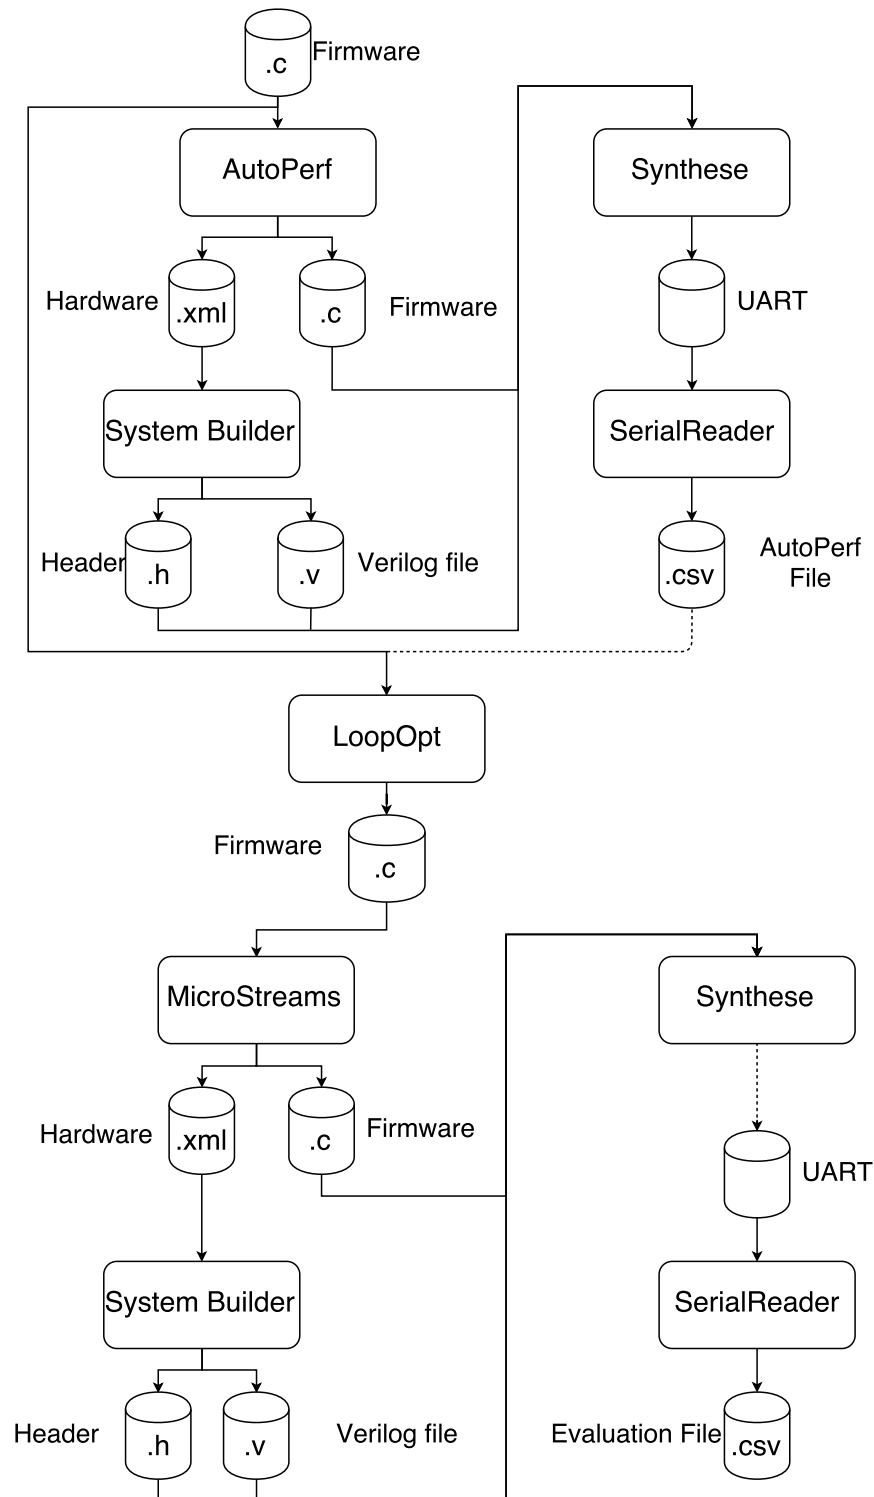 .c
Firmware
AutoPerf
Synthese
Hardware
.xml
.c
Firmware
UART
System Builder
SerialReader
Header
.h
.v
Verilog file
.csv
AutoPerf
File
LoopOpt
Firmware
.c
MicroStreams
Synthese
Hardware
.xml
.c
Firmware
UART
System Builder
SerialReader
Header
.h
.v
Verilog file
Evaluation File
.csv